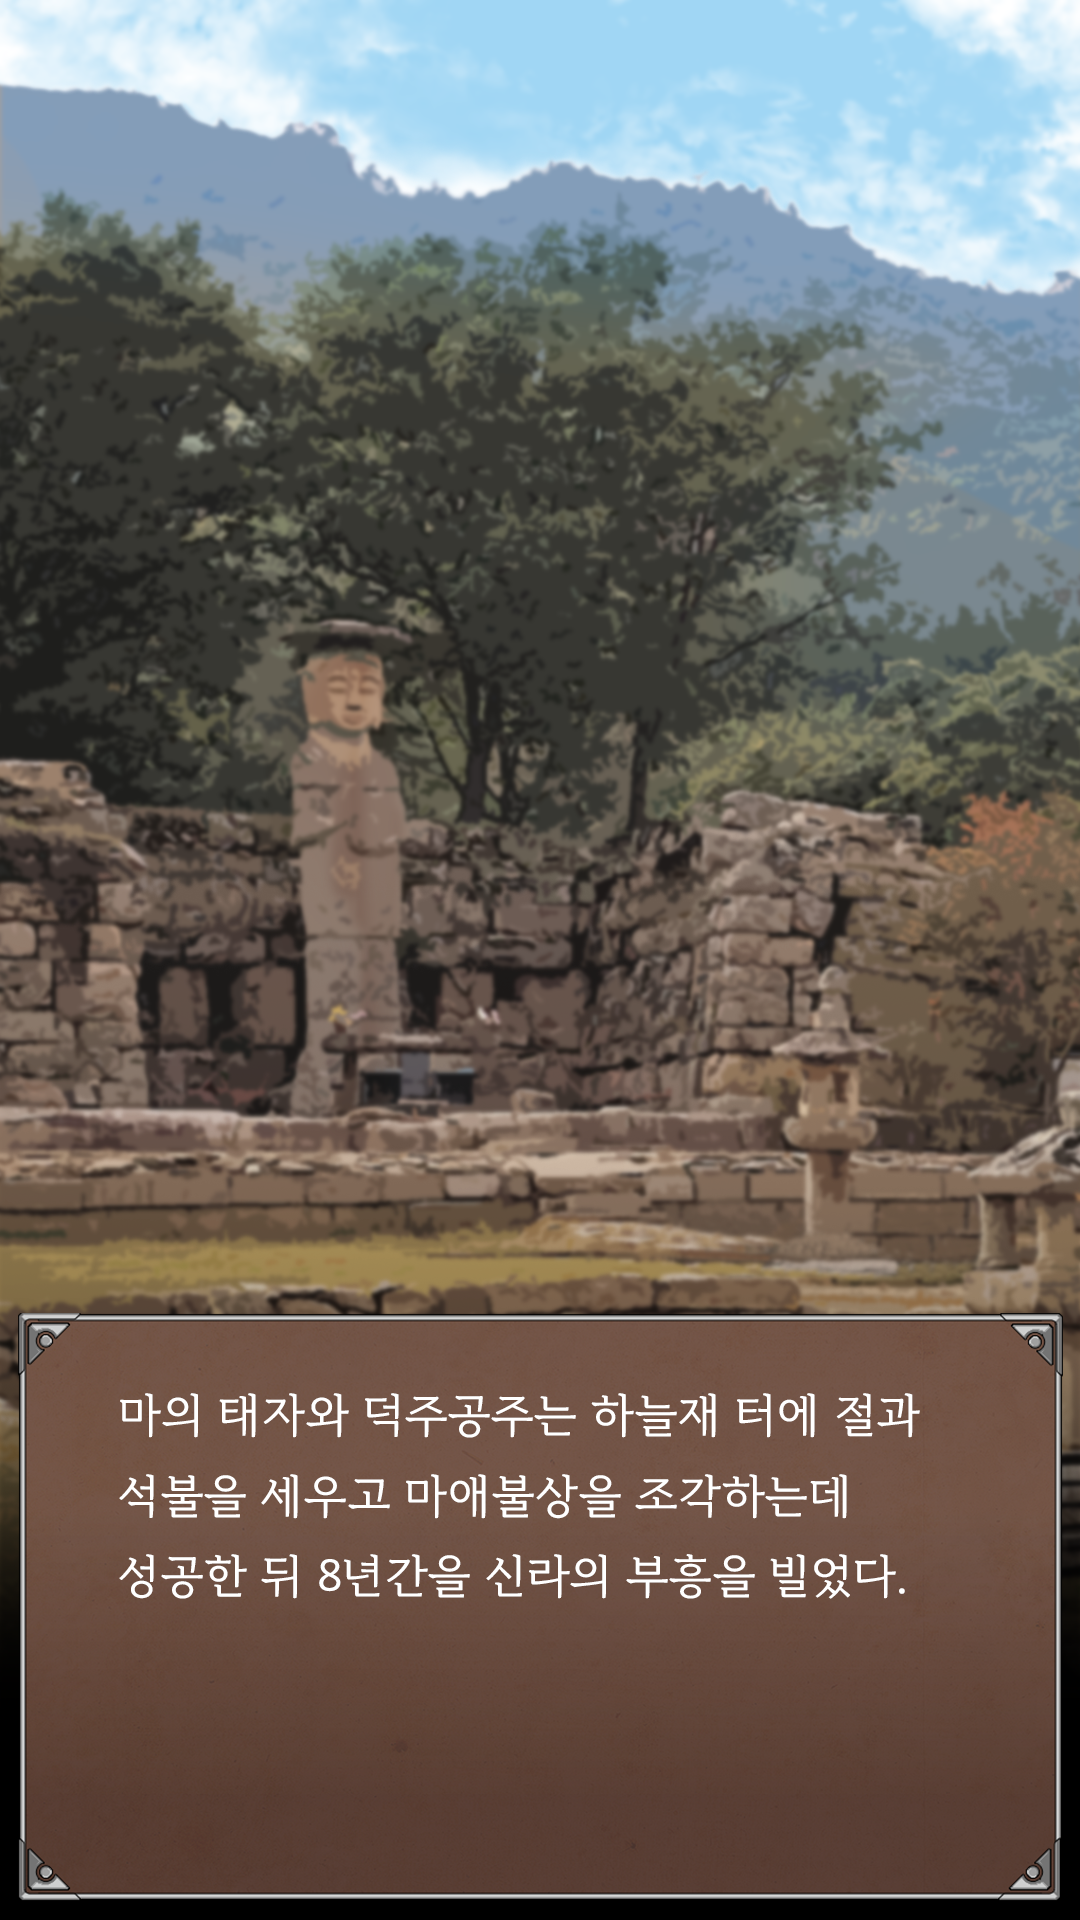 마의 태자와 덕주공주는 하늘재 터에 절과
석불을 세우고 마애불상을 조각하는데
성공한 뒤 8년간을 신라의 부흥을 빌었다.